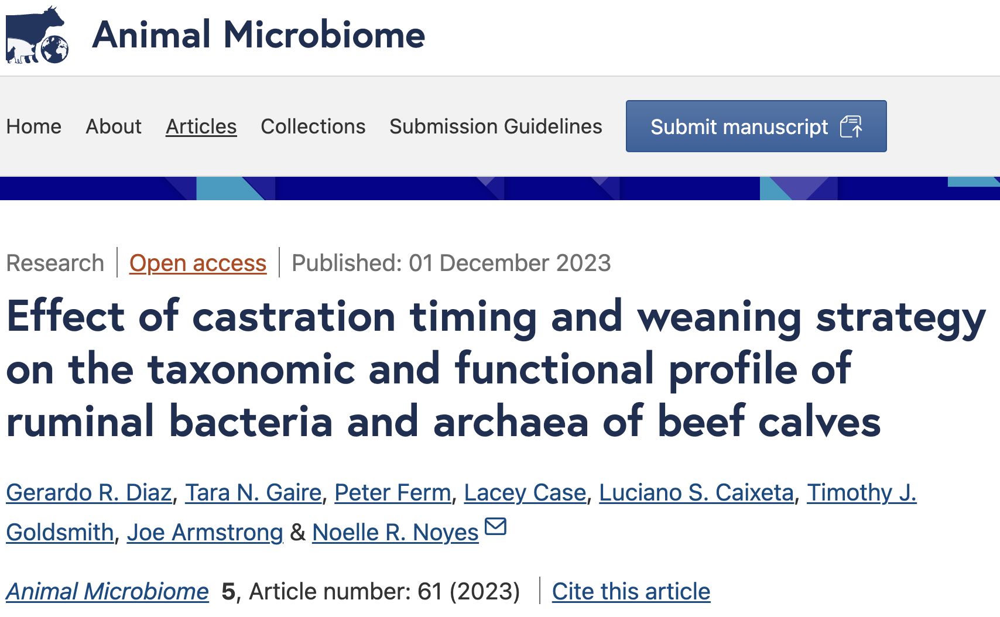 Animal Microbiome
Home About Articles Collections Submission Guidelines Submit manuscript
Research Open access Published: 01 December 2023
Effect of castration timing and weaning strategy
on the taxonomic and functional profile of
ruminal bacteria and archaea of beef calves
Gerardo R. Diaz, Tara N. Gaire, Peter Ferm, Lacey Case, Luciano S. Caixeta, Timothy J.
Goldsmith, Joe Armstrong & Noelle R. Noyes
Animal Microbiome 5, Article number: 61 (2023) Cite this article